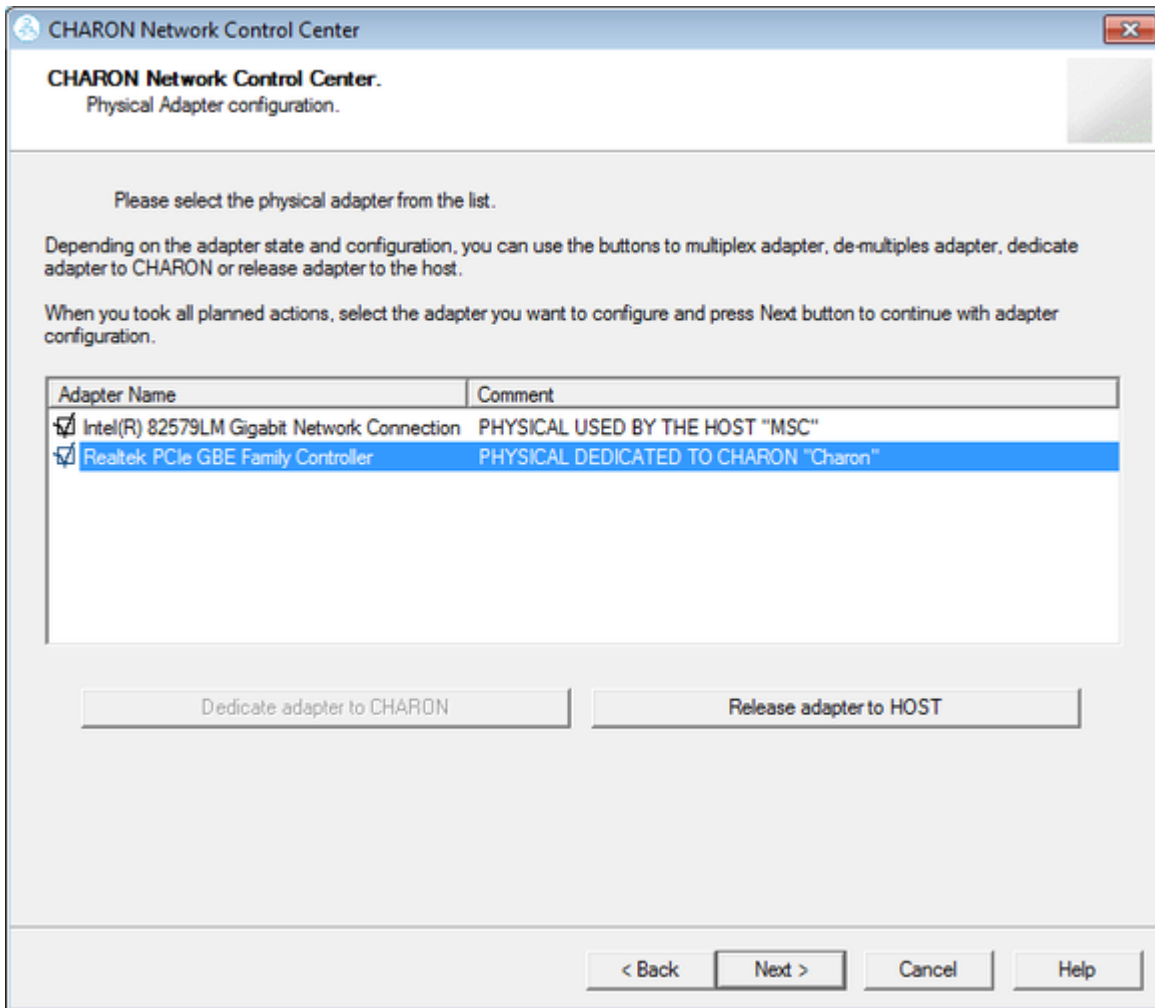 CHARON Network Control Center
CHARON Network Control Center.
Physical Adapter configuration.
Please select the physical adapter from the list.
Depending on the adapter state and configuration, you can use the buttons to multiplex adapter, de-multiples adapter, dedicate
adapter to CHARON or release adapter to the host.
When you took all planned actions, select the adapter you want to configure and press Next button to continue with adapter
configuration.
Adapter Name Comment
Intel(R) 82579LM Gigabit Network Connection PHYSICAL USED BY THE HOST "MSC"
Realtek PCIe GBE Family Controller PHYSICAL DEDICATED TO CHARON "Charon"
Dedicate adapter to CHARON Release adapter to HOST
< Back Next > Cancel Help